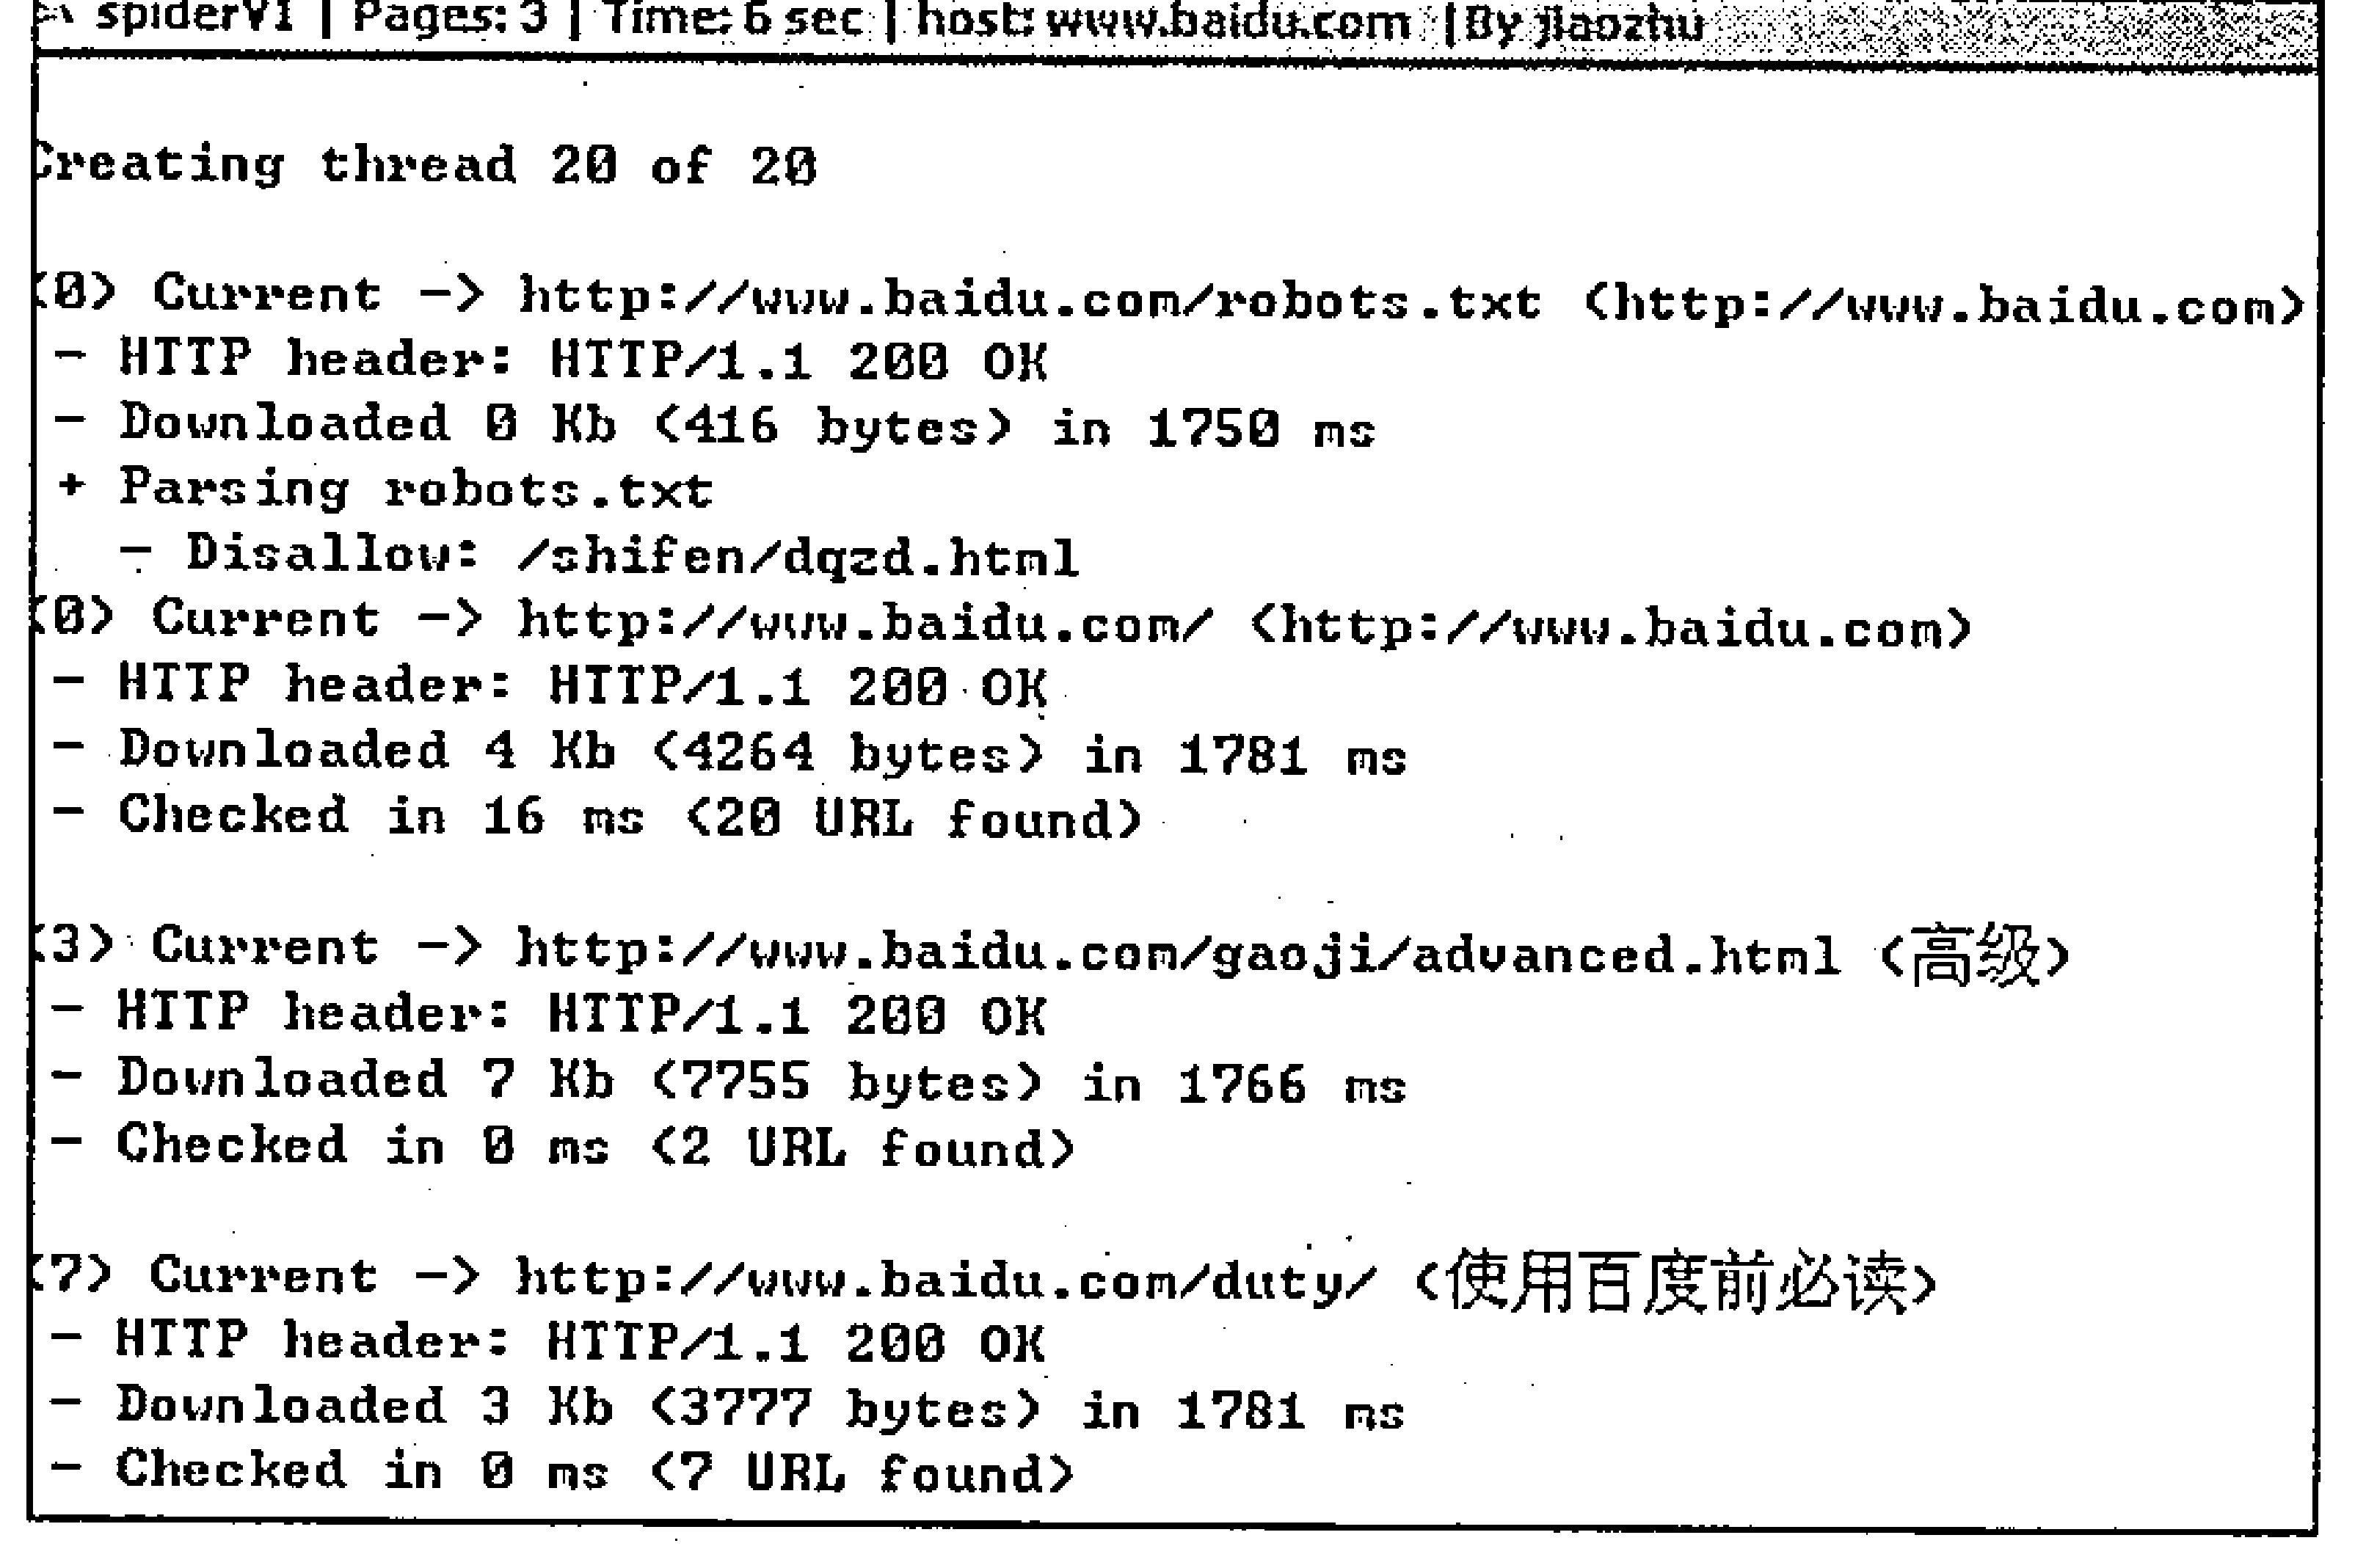 spiderV1 | Pages: 3 | Time: 6 sec | host: www.baidu.com |By jiaozhu
Creating thread 20 of 20
(0) Current -> http://www.baidu.com/robots.txt (http://www.baidu.com)
- HTTP header: HTTP/1.1 200 OK
- Downloaded 0 Kb (416 bytes) in 1750 ms
+ Parsing robots.txt
- Disallow: /shifen/dqzd.html
(0) Current -> http://www.baidu.com/ (http://www.baidu.com)
- HTTP header: HTTP/1.1 200 OK
- Downloaded 4 Kb (4264 bytes) in 1781 ms
- Checked in 16 ms (20 URL found)
(3) Current -> http://www.baidu.com/gaoji/advanced.html (高级)
- HTTP header: HTTP/1.1 200 OK
- Downloaded 7 Kb (7755 bytes) in 1766 ms
- Checked in 0 ms (2 URL found)
(7) Current -> http://www.baidu.com/duty/ (使用百度前必读)
- HTTP header: HTTP/1.1 200 OK
- Downloaded 3 Kb (3777 bytes) in 1781 ms
- Checked in 0 ms (7 URL found)